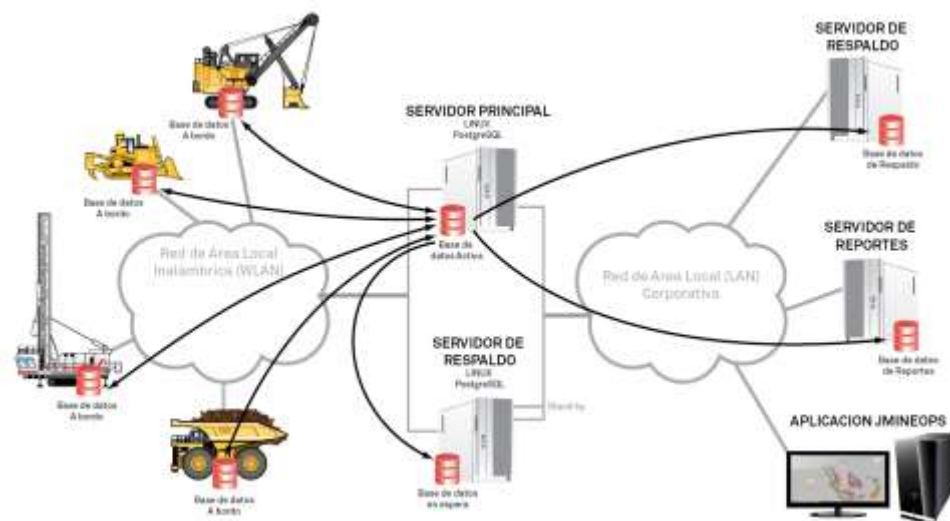 Base de datos
A bordo
Base de datos
A bordo
Base de datos
A bordo
Base de datos
A bordo
Red de Area Local
Inalámbrica (WLAN)
SERVIDOR PRINCIPAL
LINUX
PostgreSQL
Base de
datos Activa
SERVIDOR DE
RESPALDO
LINUX
PostgreSQL
Stand by
Base de datos
en espera
Red de Area Local (LAN)
Corporativa
SERVIDOR DE
RESPALDO
Base de datos
de Respaldo
SERVIDOR DE
REPORTES
Base de datos
de Reportes
APLICACION JMINEOPS